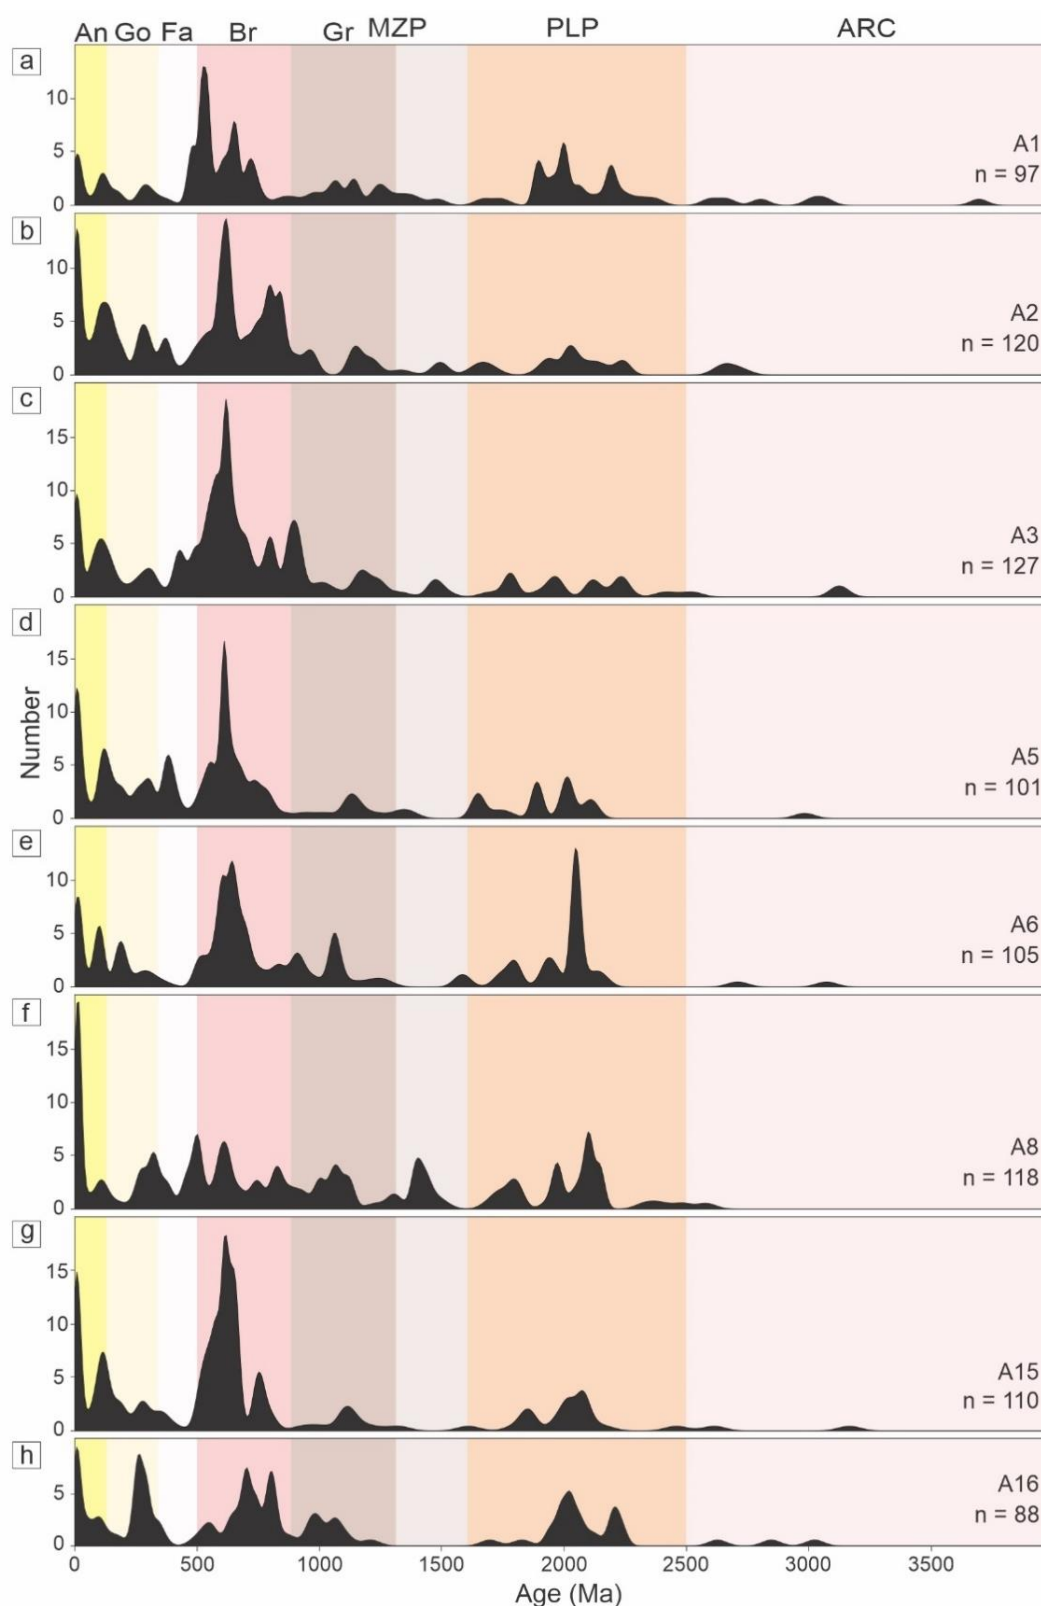 An Go Fa Br Gr MZP PLP ARC
a
10
5
0
A1
n = 97
b
10
5
0
A2
n = 120
c
15
10
5
0
A3
n = 127
d
15
10
5
0
A5
n = 101
Number
e
10
5
0
A6
n = 105
f
15
10
5
0
A8
n = 118
g
15
10
5
0
A15
n = 110
h
5
0
A16
n = 88
0 500 1000 1500 2000 2500 3000 3500
Age (Ma)